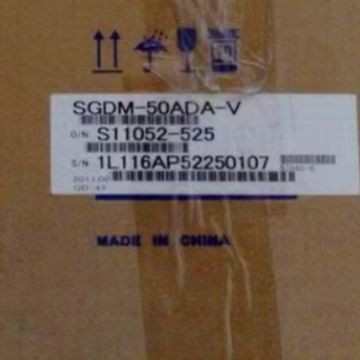 SGDM-50ADA-V
O/N S11052-525
S/N 1L116AP52250107
MADE IN CHINA